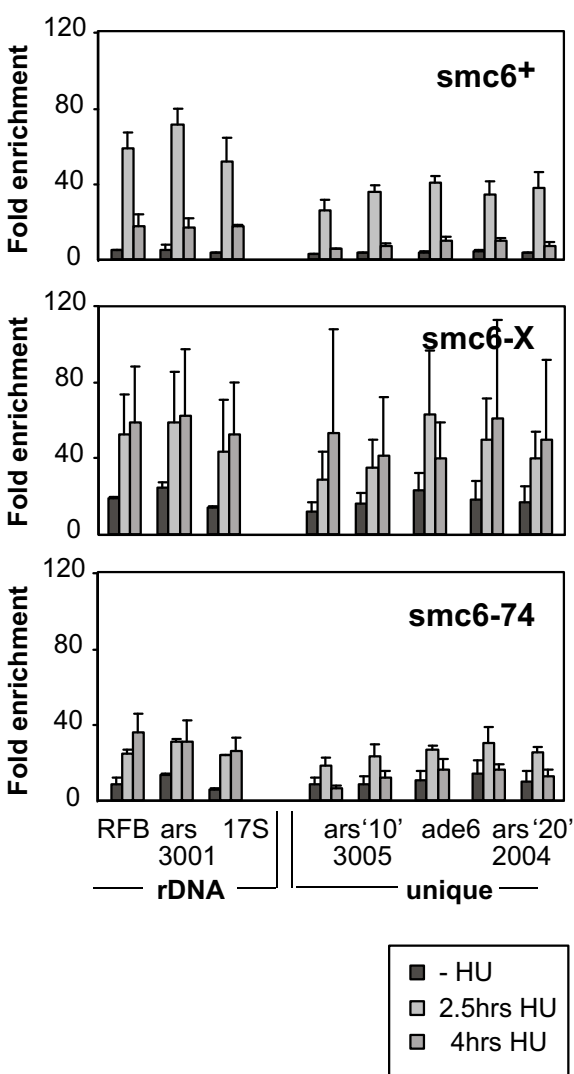 120
80
40
0
Fold enrichment
smc6+
120
80
40
0
Fold enrichment
smc6-X
120
80
40
0
Fold enrichment
smc6-74
RFB ars 17S ars ‘10’ ade6 ars ‘20’
3001 3005 2004
rDNA unique
- HU
2.5hrs HU
4hrs HU